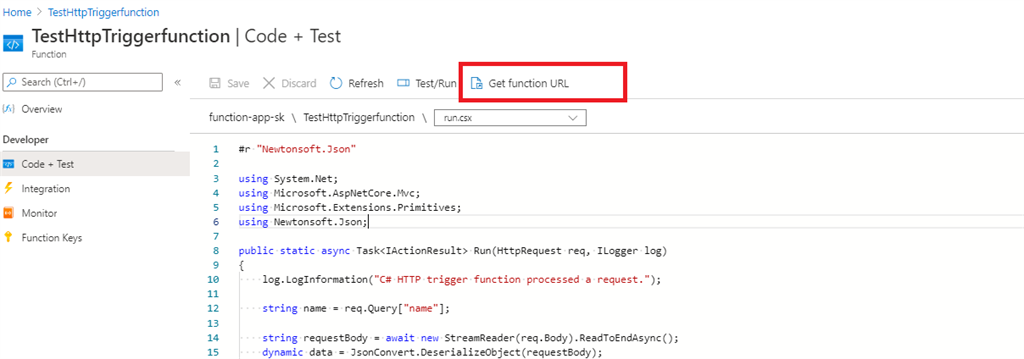 Home > TestHttpTriggerfunction
TestHttpTriggerfunction | Code + Test
Function
Search (Ctrl+/) «
Save Discard Refresh Test/Run Get function URL
Overview
Developer
Code + Test
Integration
Monitor
Function Keys
function-app-sk \ TestHttpTriggerfunction \ run.csx
1 #r "Newtonsoft.Json"
2
3 using System.Net;
4 using Microsoft.AspNetCore.Mvc;
5 using Microsoft.Extensions.Primitives;
6 using Newtonsoft.Json;
7
8 public static async Task<IActionResult> Run(HttpRequest req, ILogger log)
9 {
10 log.LogInformation("C# HTTP trigger function processed a request.");
11
12 string name = req.Query["name"];
13
14 string requestBody = await new StreamReader(req.Body).ReadToEndAsync();
15 dynamic data = JsonConvert.DeserializeObject(requestBody);